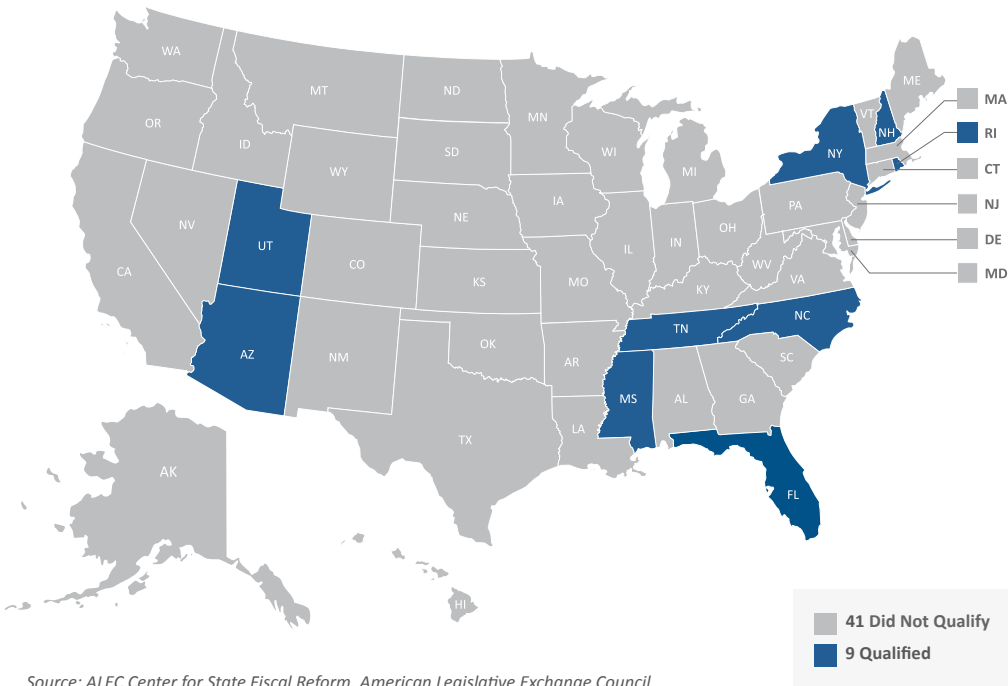 WA
MT
ND
MN
ME
MA
VT
OR
ID
SD
WI
NH
RI
NY
WY
MI
CT
NV
UT
NE
IA
PA
NJ
CA
CO
KS
IL
IN
OH
DE
WV
VA
MD
MO
KY
AZ
NM
OK
AR
TN
NC
MS
AL
GA
SC
TX
LA
AK
FL
HI
41 Did Not Qualify
9 Qualified
Source: ALEC Center for State Fiscal Reform, American Legislative Exchange Council